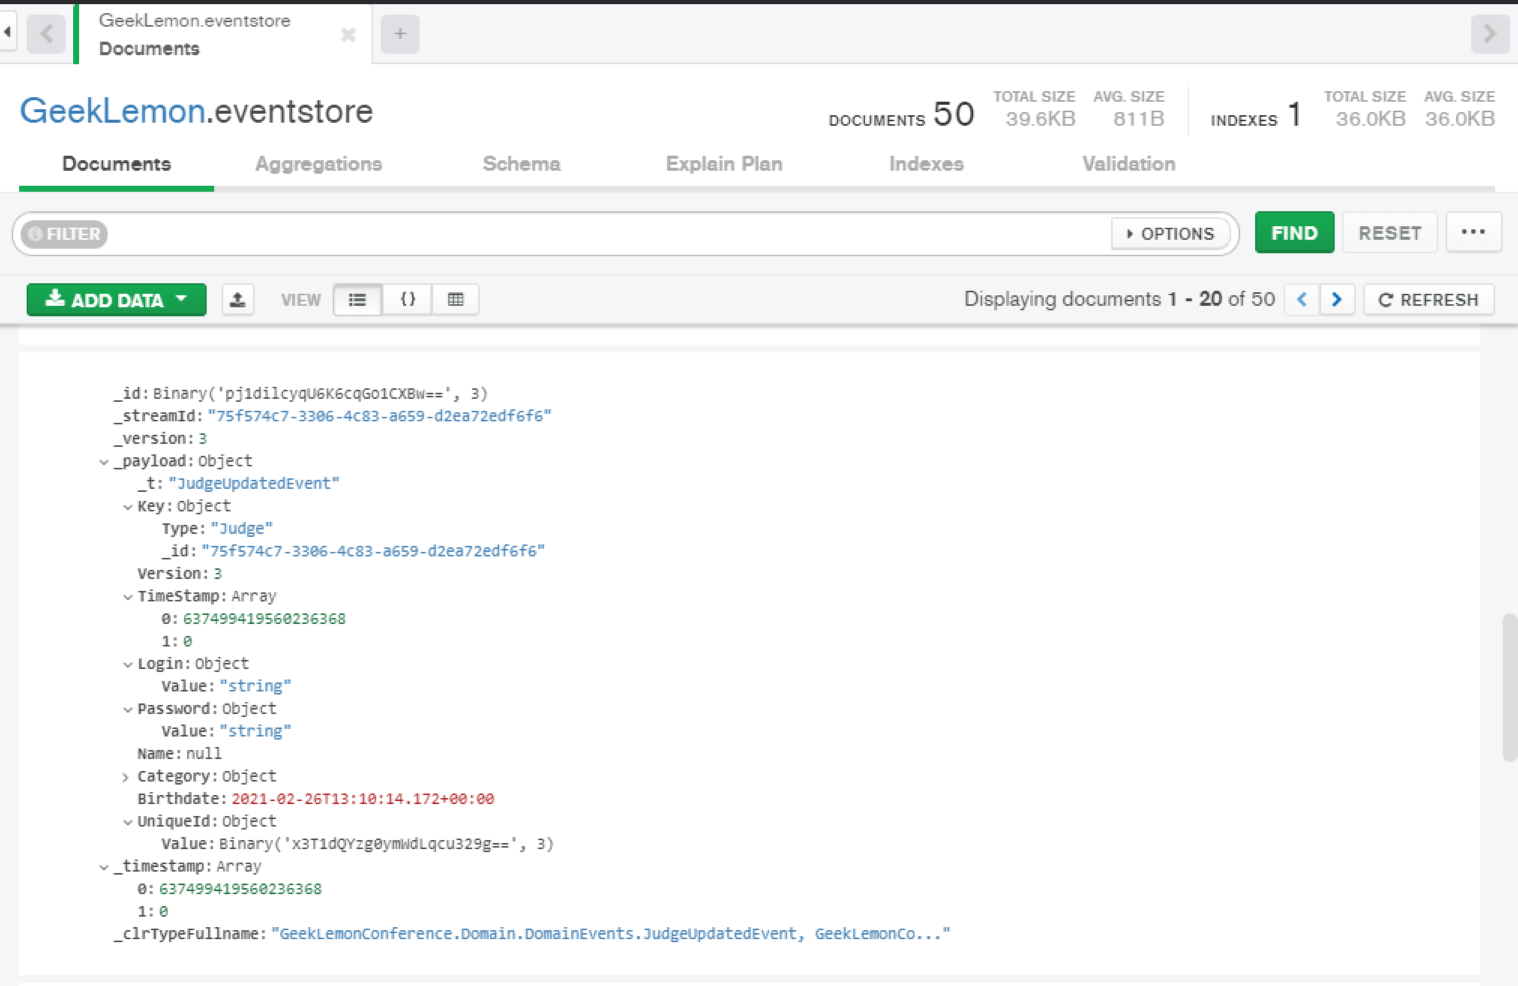 GeekLemon.eventstore
Documents
GeekLemon.eventstore
DOCUMENTS 50
TOTAL SIZE AVG. SIZE
39.6KB 811B
INDEXES 1
TOTAL SIZE AVG. SIZE
36.0KB 36.0KB
Documents Aggregations Schema Explain Plan Indexes Validation
FILTER OPTIONS FIND RESET ...
ADD DATA VIEW {} Displaying documents 1 - 20 of 50 REFRESH
_id: Binary('pj1dilcyqU6K6cqGo1CXBw==', 3)
_streamId: "75f574c7-3306-4c83-a659-d2ea72edf6f6"
_version: 3
_payload: Object
_t: "JudgeUpdatedEvent"
Key: Object
Type: "Judge"
_id: "75f574c7-3306-4c83-a659-d2ea72edf6f6"
Version: 3
TimeStamp: Array
0: 637499419560236368
1: 0
Login: Object
Value: "string"
Password: Object
Value: "string"
Name: null
Category: Object
Birthdate: 2021-02-26T13:10:14.172+00:00
UniqueId: Object
Value: Binary('x3T1dQYzg0ymWdLqcu329g==', 3)
_timestamp: Array
0: 637499419560236368
1: 0
_clrTypeFullname: "GeekLemonConference.Domain.DomainEvents.JudgeUpdatedEvent, GeekLemonCo..."